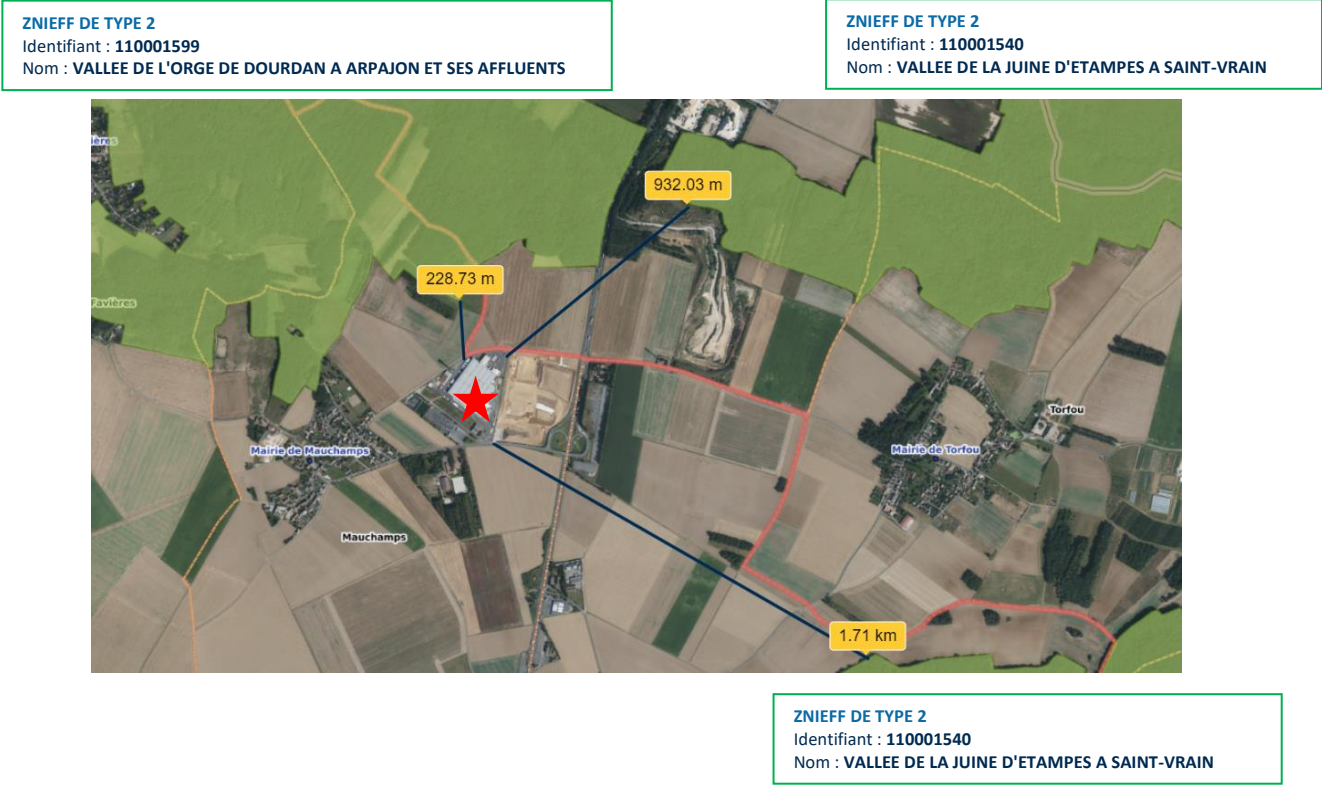 ZNIEFF DE TYPE 2
Identifiant : 110001599
Nom : VALLEE DE L'ORGE DE DOURDAN A ARPAJON ET SES AFFLUENTS
ZNIEFF DE TYPE 2
Identifiant : 110001540
Nom : VALLEE DE LA JUINE D'ETAMPES A SAINT-VRAIN
ières
932.03 m
228.73 m
Favières
Torfou
Mairie de Mauchamps
Mairie de Torfou
Mauchamps
1.71 km
ZNIEFF DE TYPE 2
Identifiant : 110001540
Nom : VALLEE DE LA JUINE D'ETAMPES A SAINT-VRAIN